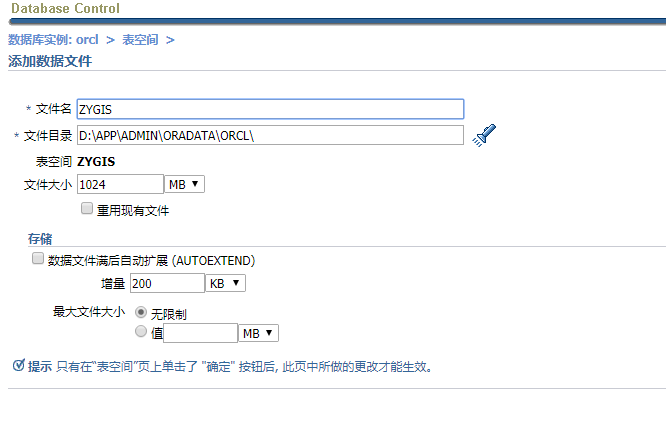 Database Control
数据库实例: orcl > 表空间 >
添加数据文件
* 文件名 ZYGIS
* 文件目录 D:\APP\ADMIN\ORADATA\ORCL\
表空间 ZYGIS
文件大小 1024 MB ▼
重用现有文件
存储
数据文件满后自动扩展 (AUTOEXTEND)
增量 200 KB ▼
最大文件大小 无限制
值 MB ▼
提示 只有在“表空间”页上单击了 "确定" 按钮后, 此页中所做的更改才能生效。